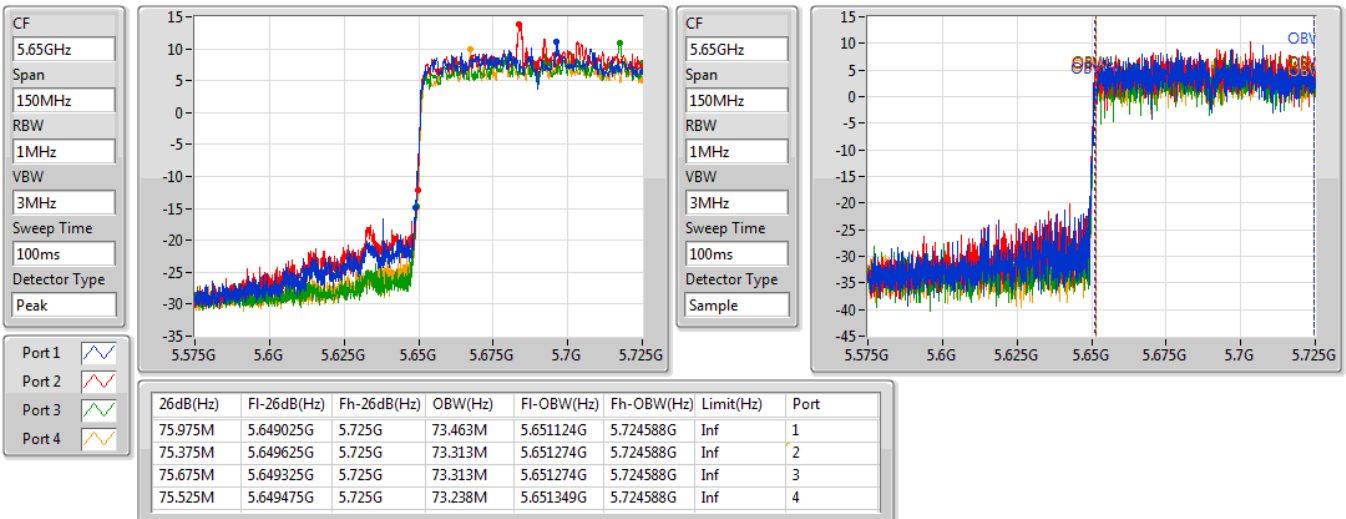 CF
5.65GHz
Span
150MHz
RBW
1MHz
VBW
3MHz
Sweep Time
100ms
Detector Type
Peak
15
10
5
0
-5
-10
-15
-20
-25
-30
-35
5.575G 5.6G 5.625G 5.65G 5.675G 5.7G 5.725G
CF
5.65GHz
Span
150MHz
RBW
1MHz
VBW
3MHz
Sweep Time
100ms
Detector Type
Sample
15
10
5
0
-5
-10
-15
-20
-25
-30
-35
-40
-45
5.575G 5.6G 5.625G 5.65G 5.675G 5.7G 5.725G
Port 1
Port 2
Port 3
Port 4
26dB(Hz) Fl-26dB(Hz) Fh-26dB(Hz) OBW(Hz) Fl-OBW(Hz) Fh-OBW(Hz) Limit(Hz) Port
75.975M 5.649025G 5.725G 73.463M 5.651124G 5.724588G Inf 1
75.375M 5.649625G 5.725G 73.313M 5.651274G 5.724588G Inf 2
75.675M 5.649325G 5.725G 73.313M 5.651274G 5.724588G Inf 3
75.525M 5.649475G 5.725G 73.238M 5.651349G 5.724588G Inf 4